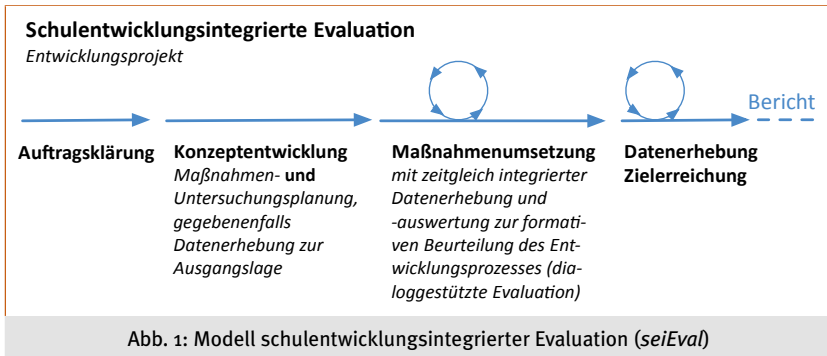 Schulentwicklungsintegrierte Evaluation
Entwicklungsprojekt
Bericht
Auftragsklärung
Konzeptentwicklung
Maßnahmen- und
Untersuchungsplanung,
gegebenenfalls
Datenerhebung zur
Ausgangslage
Maßnahmenumsetzung
mit zeitgleich integrierter
Datenerhebung und
-auswertung zur formati-
ven Beurteilung des Ent-
wicklungsprozesses (dia-
loggestützte Evaluation)
Datenerhebung
Zielerreichung
Abb. 1: Modell schulentwicklungsintegrierter Evaluation (seiEval)